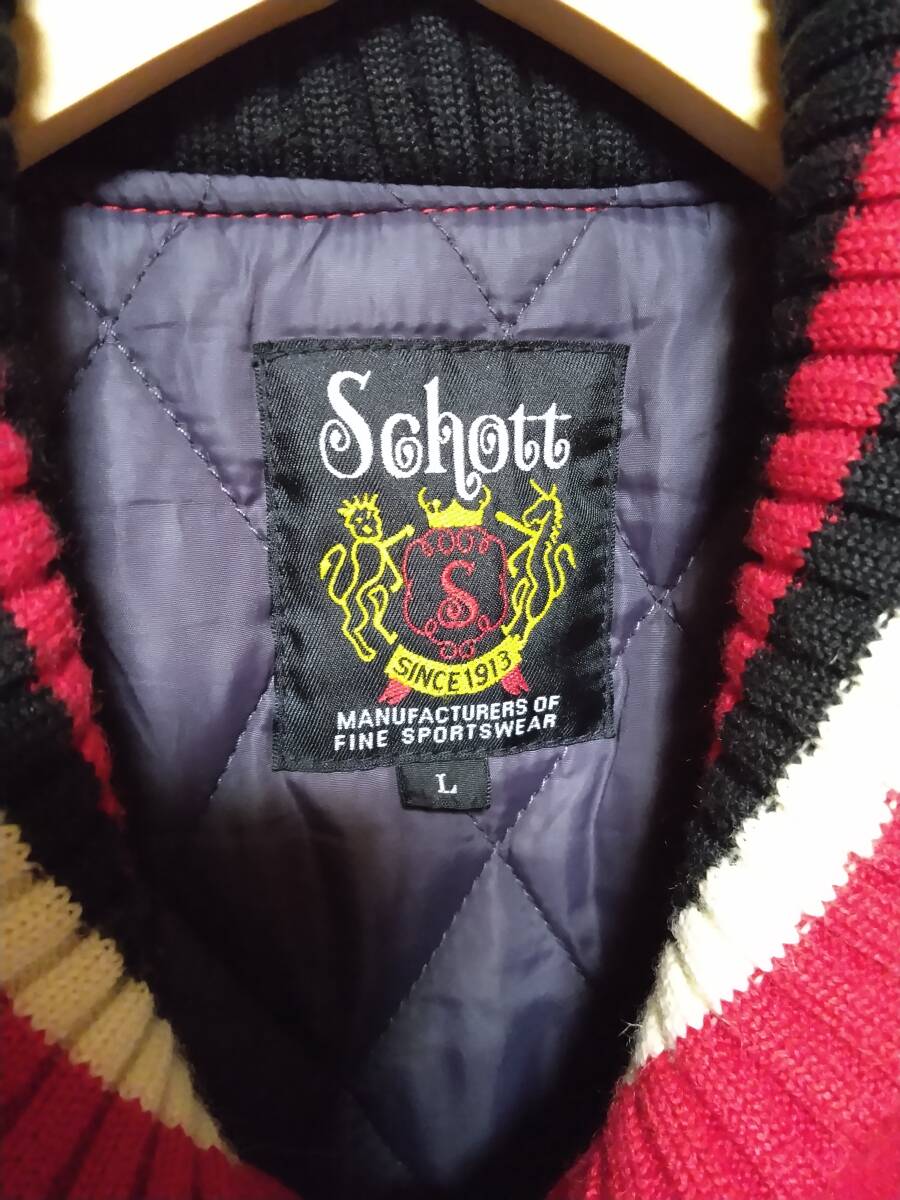 Schott
S
SINCE 1913
MANUFACTURERS OF
FINE SPORTSWEAR
L